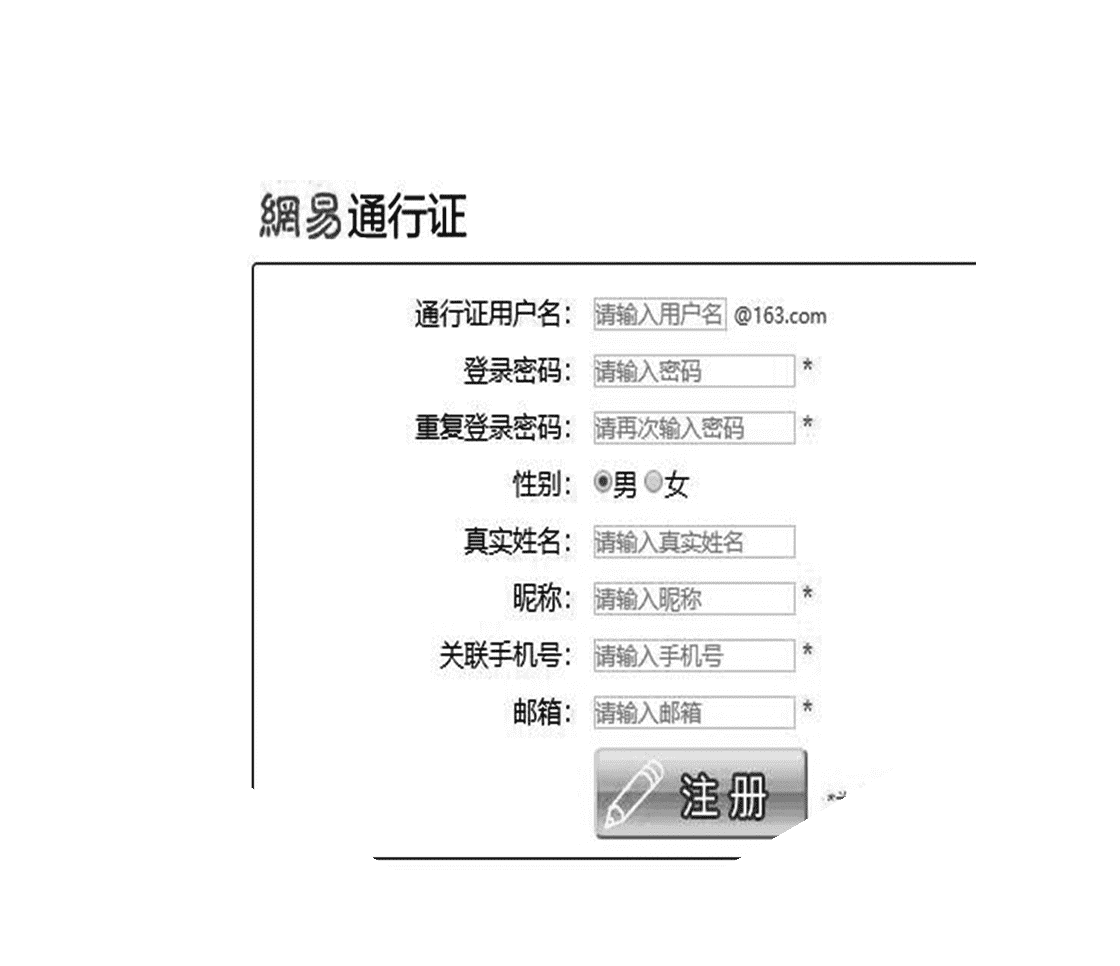 網易通行证
通行证用户名： 请输入用户名 @163.com
登录密码： 请输入密码 *
重复登录密码： 请再次输入密码 *
性别： 男 女
真实姓名： 请输入真实姓名
昵称： 请输入昵称 *
关联手机号： 请输入手机号 *
邮箱： 请输入邮箱 *
注册